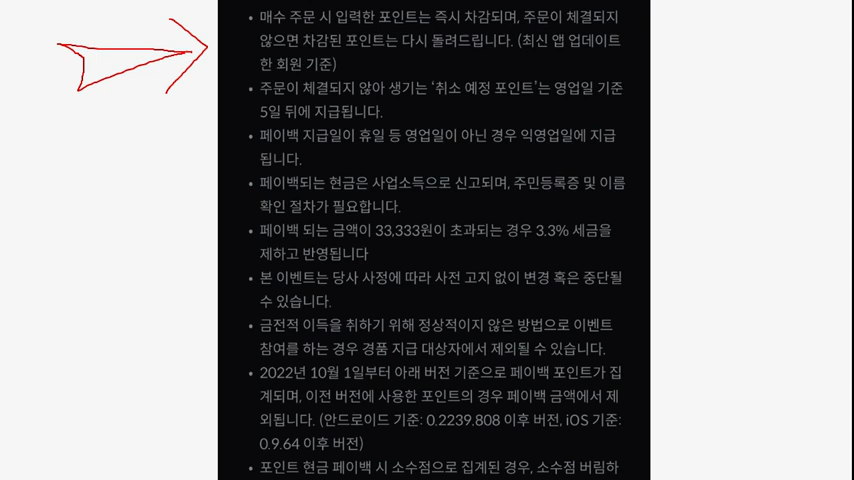 • 매수 주문 시 입력한 포인트는 즉시 차감되며, 주문이 체결되지
않으면 차감된 포인트는 다시 돌려드립니다. (최신 앱 업데이트
한 회원 기준)
• 주문이 체결되지 않아 생기는 ‘취소 예정 포인트’는 영업일 기준
5일 뒤에 지급됩니다.
• 페이백 지급일이 휴일 등 영업일이 아닌 경우 익영업일에 지급
됩니다.
• 페이백되는 현금은 사업소득으로 신고되며, 주민등록증 및 이름
확인 절차가 필요합니다.
• 페이백 되는 금액이 33,333원이 초과되는 경우 3.3% 세금을
제하고 반영됩니다
• 본 이벤트는 당사 사정에 따라 사전 고지 없이 변경 혹은 중단될
수 있습니다.
• 금전적 이득을 취하기 위해 정상적이지 않은 방법으로 이벤트
참여를 하는 경우 경품 지급 대상자에서 제외될 수 있습니다.
• 2022년 10월 1일부터 아래 버전 기준으로 페이백 포인트가 집
계되며, 이전 버전에 사용한 포인트의 경우 페이백 금액에서 제
외됩니다. (안드로이드 기준: 0.2239.808 이후 버전, iOS 기준:
0.9.64 이후 버전)
• 포인트 현금 페이백 시 소수점으로 집계된 경우, 소수점 버림하